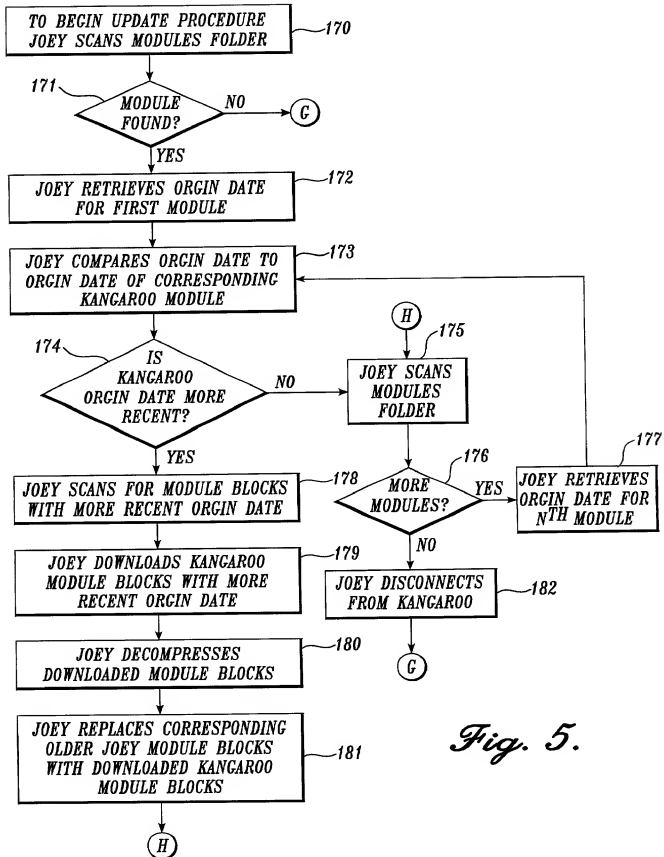 TO BEGIN UPDATE PROCEDURE
JOEY SCANS MODULES FOLDER
170
171
MODULE
FOUND?
NO
G
YES
JOEY RETRIEVES ORGIN DATE
FOR FIRST MODULE
172
JOEY COMPARES ORGIN DATE TO
ORGIN DATE OF CORRESPONDING
KANGAROO MODULE
173
174
IS
KANGAROO
ORGIN DATE MORE
RECENT?
NO
YES
H
175
JOEY SCANS
MODULES
FOLDER
176
MORE
MODULES?
YES
NO
177
JOEY RETRIEVES
ORGIN DATE FOR
NTH MODULE
JOEY SCANS FOR MODULE BLOCKS
WITH MORE RECENT ORGIN DATE
178
JOEY DOWNLOADS KANGAROO
MODULE BLOCKS WITH MORE
RECENT ORGIN DATE
179
JOEY DISCONNECTS
FROM KANGAROO
182
G
JOEY DECOMPRESSES
DOWNLOADED MODULE BLOCKS
180
JOEY REPLACES CORRESPONDING
OLDER JOEY MODULE BLOCKS
WITH DOWNLOADED KANGAROO
MODULE BLOCKS
181
H
Fig. 5.